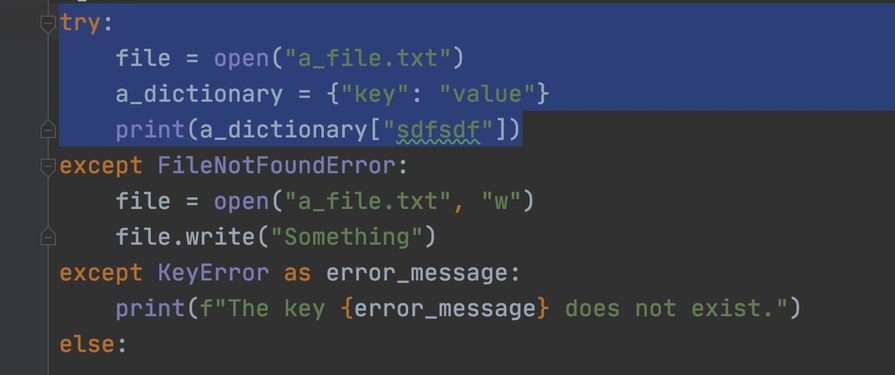 try:
    file = open("a_file.txt")
    a_dictionary = {"key": "value"}
    print(a_dictionary["sdfsdf"])
except FileNotFoundError:
    file = open("a_file.txt", "w")
    file.write("Something")
except KeyError as error_message:
    print(f"The key {error_message} does not exist.")
else: